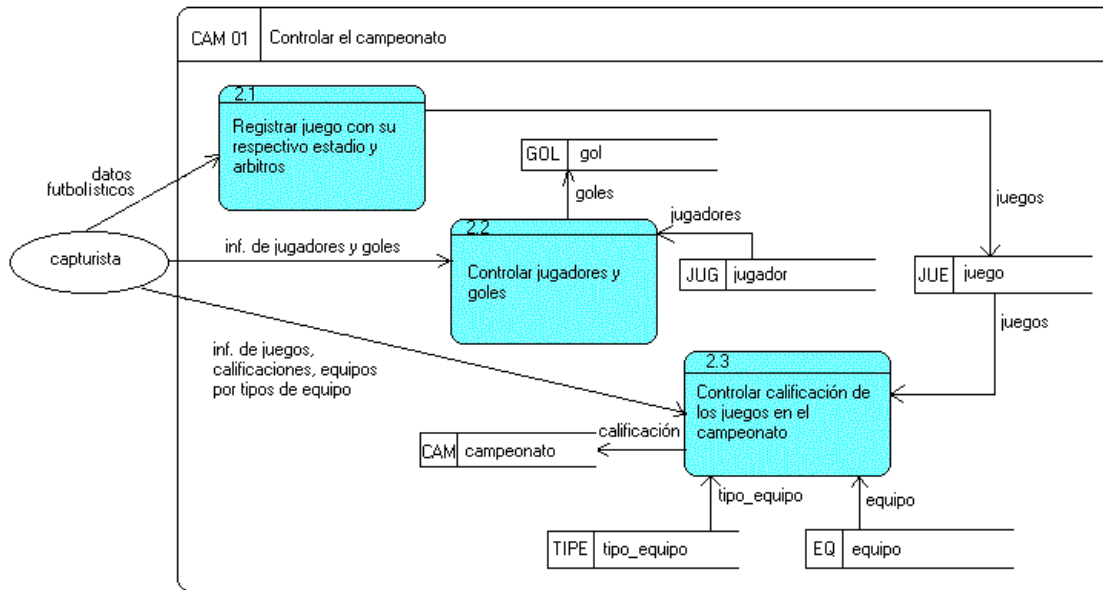 CAM 01
Controlar el campeonato
2.1
Registrar juego con su
respectivo estadio y
arbitros
datos
futbolísticos
GOL
gol
goles
jugadores
juegos
2.2
inf. de jugadores y goles
capturista
Controlar jugadores y
goles
JUG
jugador
JUE
juego
juegos
inf. de juegos,
calificaciones, equipos
por tipos de equipo
2.3
Controlar calificación de
los juegos en el
campeonato
calificación
CAM
campeonato
tipo_equipo
equipo
TIPE
tipo_equipo
EQ
equipo